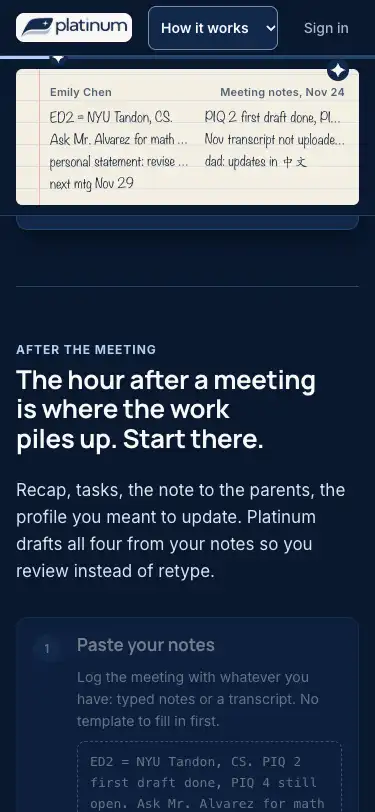 platinum
How it works
Sign in
Emily Chen
Meeting notes, Nov 24
ED2 = NYU Tandon, CS.
PIQ 2 first draft done, PI...
Ask Mr. Alvarez for math ...
Nov transcript not uploade...
personal statement: revise ...
dad: updates in 中文
next mtg Nov 29
AFTER THE MEETING
The hour after a meeting
is where the work
piles up. Start there.
Recap, tasks, the note to the parents, the
profile you meant to update. Platinum
drafts all four from your notes so you
review instead of retype.
1
Paste your notes
Log the meeting with whatever you
have: typed notes or a transcript. No
template to fill in first.
ED2 = NYU Tandon, CS. PIQ 2
first draft done, PIQ 4 still
open. Ask Mr. Alvarez for math